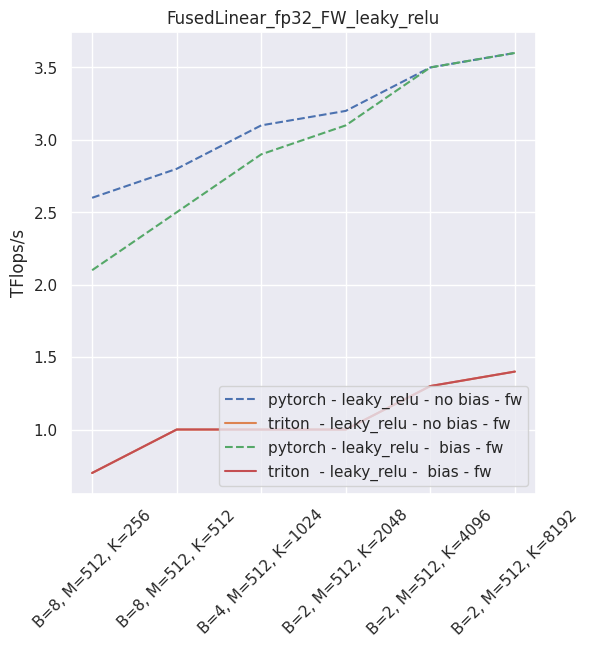 FusedLinear_fp32_FW_leaky_relu
TFlops/s
3.5
3.0
2.5
2.0
1.5
1.0
pytorch - leaky_relu - no bias - fw
triton  - leaky_relu - no bias - fw
pytorch - leaky_relu -  bias - fw
triton  - leaky_relu -  bias - fw
B=8, M=512, K=256
B=8, M=512, K=512
B=4, M=512, K=1024
B=2, M=512, K=2048
B=2, M=512, K=4096
B=2, M=512, K=8192